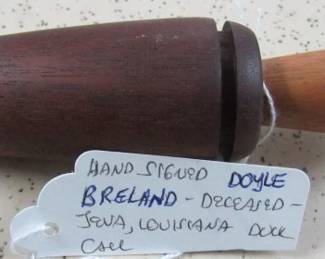 HAND SIGNED DOYLE
BRELAND - DECEASED -
JENA, LOUISIANA DUCK
CALL